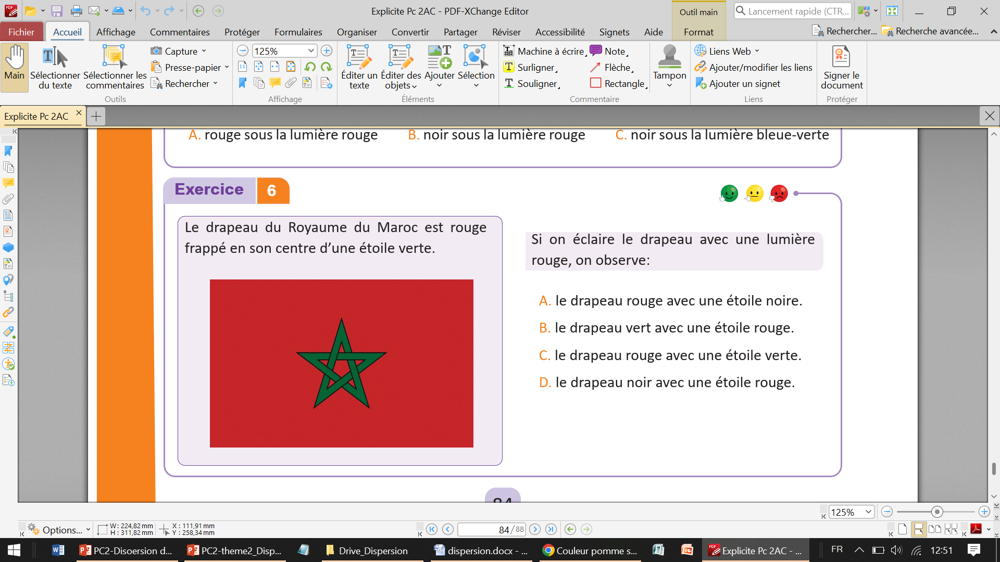 Explicite Pc 2AC - PDF-XChange Editor
Outil main
Lancement rapide (CTR...
Fichier
Accueil
Affichage
Commentaires
Protéger
Formulaires
Organiser
Convertir
Partager
Réviser
Accessibilité
Signets
Aide
Format
Rechercher...
Recherche avancée...
Main
Sélectionner du texte
Sélectionner les commentaires
Capture
Presse-papier
Rechercher
Outils
125%
Affichage
Éditer un texte
Éditer des objets
Ajouter
Sélection
Éléments
Machine à écrire
Surligner
Souligner
Note
Flèche
Rectangle
Tampon
Commentaire
Liens Web
Ajouter/modifier les liens
Ajouter un signet
Liens
Signer le document
Protéger
Explicite Pc 2AC
A. rouge sous la lumière rouge
B. noir sous la lumière rouge
C. noir sous la lumière bleue-verte
Exercice 6
Le drapeau du Royaume du Maroc est rouge
frappé en son centre d’une étoile verte.
Si on éclaire le drapeau avec une lumière
rouge, on observe:
A. le drapeau rouge avec une étoile noire.
B. le drapeau vert avec une étoile rouge.
C. le drapeau rouge avec une étoile verte.
D. le drapeau noir avec une étoile rouge.
84
125%
Options...
W : 224,82 mm
H : 311,82 mm
X : 111,91 mm
Y : 258,34 mm
84/88
PC2-Disoersion d...
PC2-theme2_Disp...
Drive_Dispersion
dispersion.docx - ...
Couleur pomme s...
Explicite Pc 2AC - ...
FR
12:51